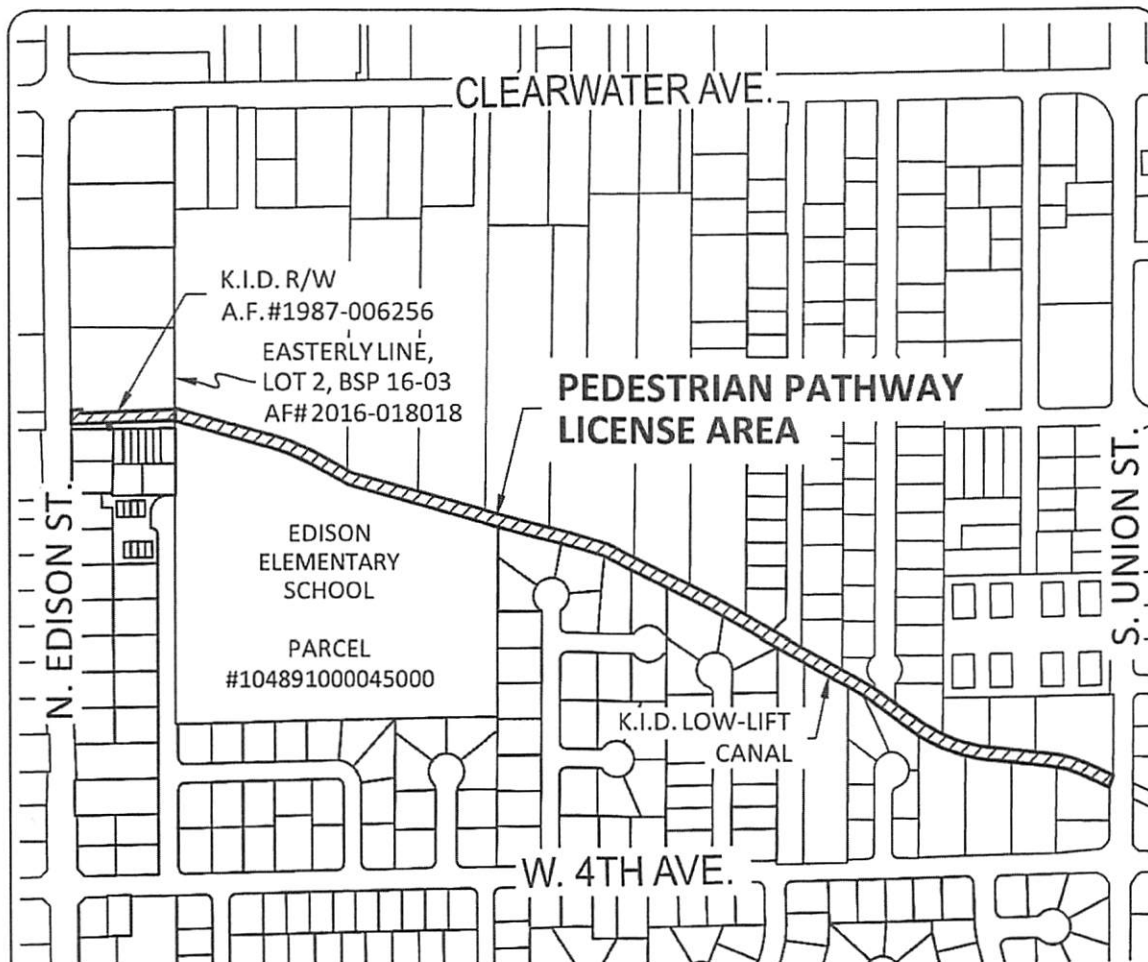 CLEARWATER AVE.
K.I.D. R/W
A.F.#1987-006256
EASTERLY LINE,
LOT 2, BSP 16-03
AF#2016-018018
PEDESTRIAN PATHWAY
LICENSE AREA
N. EDISON ST.
EDISON
ELEMENTARY
SCHOOL
PARCEL
#104891000045000
K.I.D. LOW-LIFT
CANAL
S. UNION ST.
W. 4TH AVE.